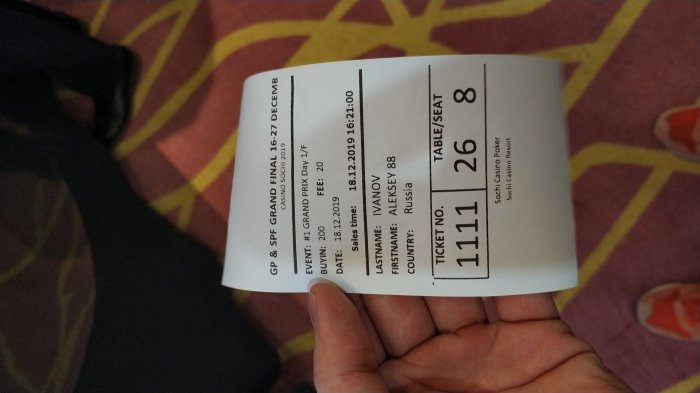 GP & SPF GRAND FINAL 16-27 DECEMB
CASINO SOCHI 2019
EVENT: #1 GRAND PRIX Day 1/F
BUYIN: 200 FEE: 20
DATE: 18.12.2019
Sales time: 18.12.2019 16:21:00
LASTNAME: IVANOV
FIRSTNAME: ALEKSEY 88
COUNTRY: Russia
TICKET NO. TABLE/SEAT
1111 26 8
Sochi Casino Poker
Sochi Casino Resort